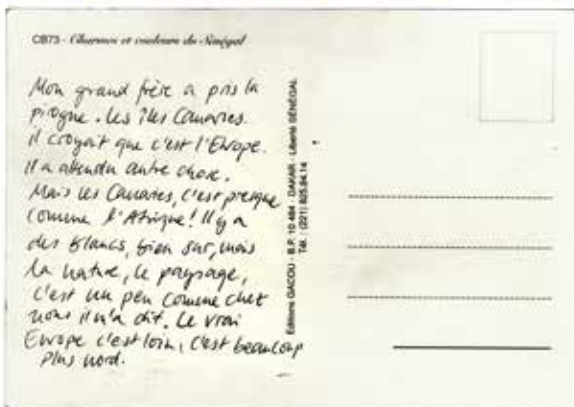 CB73 - Charmes et couleurs du Sénégal
Mon grand frère a pris la
pirogue. Les îles Canaries.
il croyait que c'est l'Europe.
Il a attendu autre chose.
Mais les Canaries, c'est presque
comme l'Afrique! Il y a
des blancs, bien sur, mais
la nature, le paysage,
c'est un peu comme chez
nous il m'a dit. Le vrai
Europe c'est loin, c'est beaucoup
plus nord.
Editions GACOU - B.P. 10 484 - DAKAR - Liberté SÉNÉGAL
Tél. : (221) 825.84.14